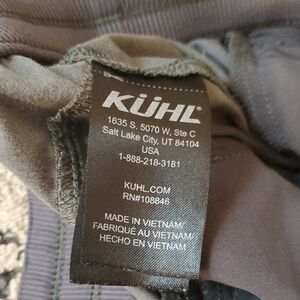 KÜHL
1635 S. 5070 W, Ste C
Salt Lake City, UT 84104
USA
1-888-218-3181
KUHL.COM
RN#108846
MADE IN VIETNAM/
FABRIQUÉ AU VIETNAM/
HECHO EN VIETNAM